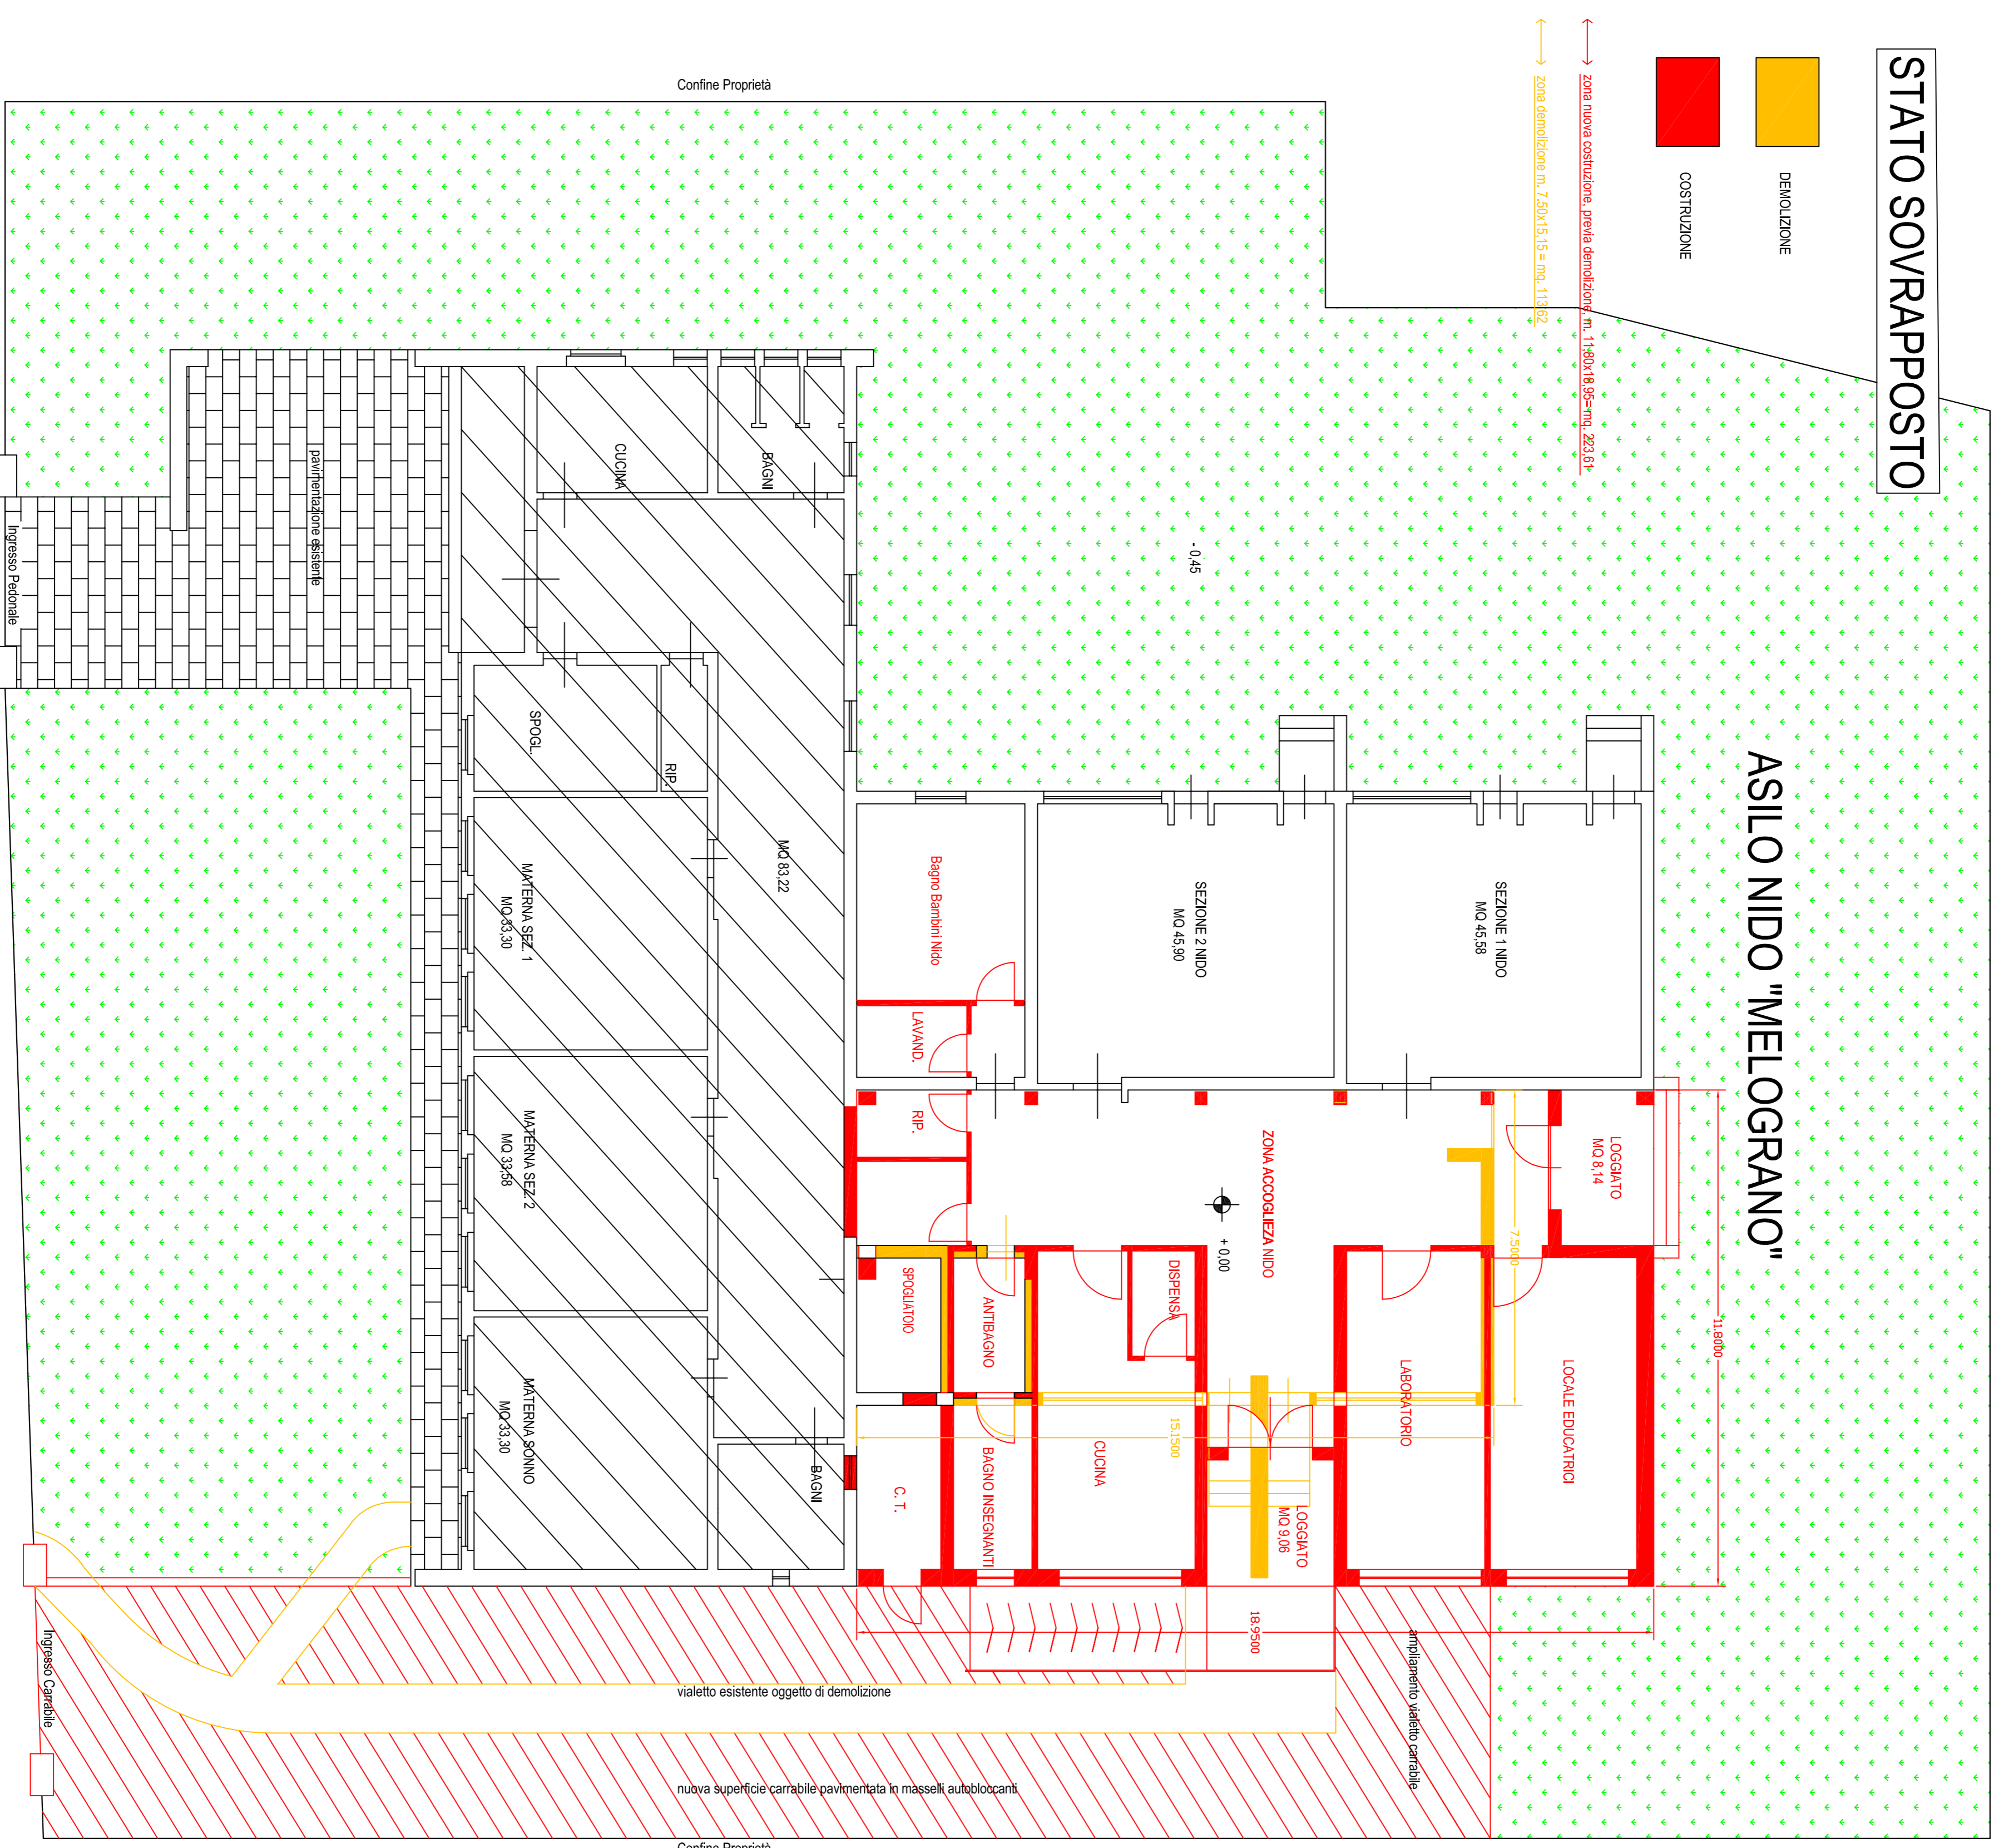 STATO SOVRAPPOSTO
ASILO NIDO "MELOGRANO"
DEMOLIZIONE
COSTRUZIONE
zona nuova costruzione, previa demolizione, m. 11.80x18,95= mq. 223,61
zona demolizione m. 7.50x15,15 = mq. 113,62
Confine Proprietà
- 0,45
SEZIONE 1 NIDO
MQ 45,58
SEZIONE 2 NIDO
MQ 45,90
Bagno Bambini Nido
LAVAND.
RIP.
LOGGIATO
MQ 8,14
11.8000
7.5000
ZONA ACCOGLIEZA NIDO
+ 0,00
LOCALE EDUCATRICI
LABORATORIO
DISPENSA
CUCINA
ANTIBAGNO
SPOGLIATOIO
15.1500
LOGGIATO
MQ 9,06
BAGNO INSEGNANTI
C. T.
18.9500
BAGNI
CUCINA
MQ 83,22
RIP.
SPOGL.
MATERNA SEZ. 1
MQ 33,30
MATERNA SEZ. 2
MQ 33,58
MATERNA SONNO
MQ 33,30
BAGNI
pavimentazione esistente
Ingresso Pedonale
ampliamento vialetto carrabile
vialetto esistente oggetto di demolizione
nuova superficie carrabile pavimentata in masselli autobloccanti
Ingresso Carrabile
Confine Proprietà